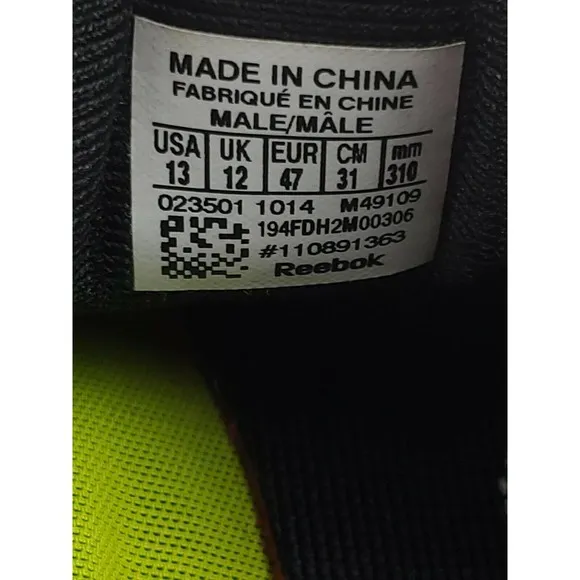 MADE IN CHINA
FABRIQUÉ EN CHINE
MALE/MÂLE
USA UK EUR CM mm
13 12 47 31 310
023501 1014 M49109
194FDH2M00306
#110891363
Reebok